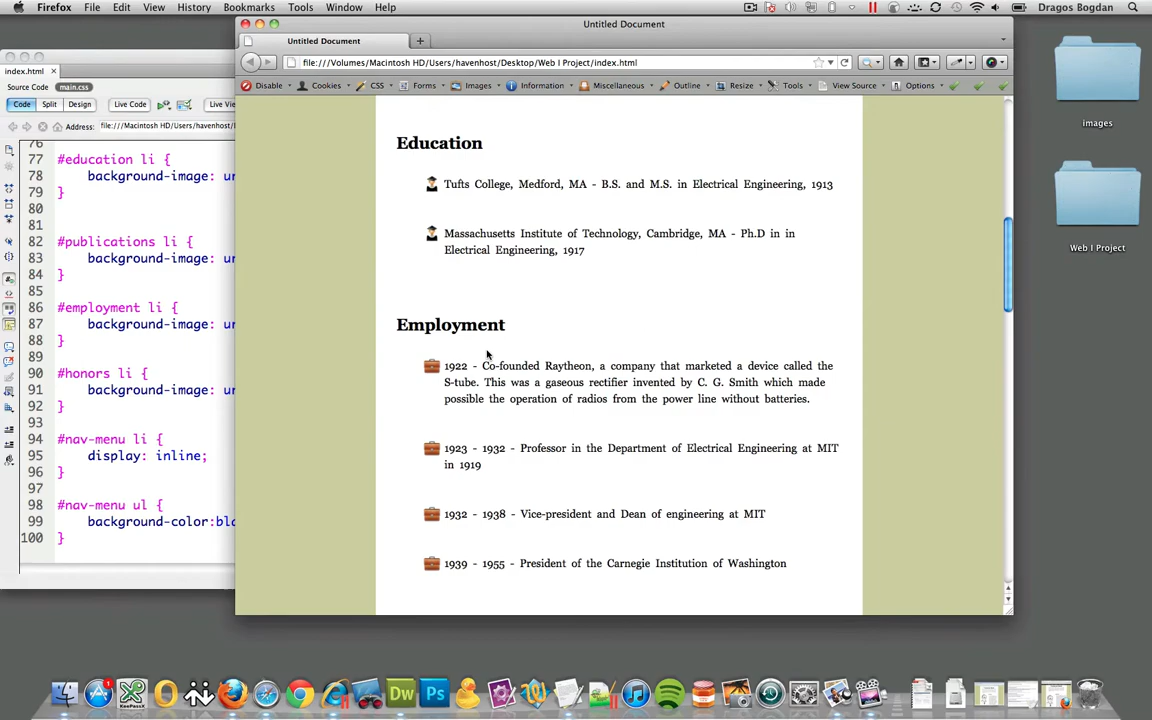 Firefox File Edit View History Bookmarks Tools Window Help Dragos Bogdan
Untitled Document
index.html
Untitled Document
Source Code main.css
file:///Volumes/Macintosh HD/Users/havenhost/Desktop/Web I Project/index.html
Code Split Design Live Code Live Vie
Disable Cookies CSS Forms Images Information Miscellaneous Outline Resize Tools View Source Options
Address: file:///Macintosh HD/Users/havenhost/
images
Web I Project
76
77 #education li {
78 background-image: ur
79 }
80
81
82 #publications li {
83 background-image: ur
84 }
85
86 #employment li {
87 background-image: ur
88 }
89
90 #honors li {
91 background-image: ur
92 }
93
94 #nav-menu li {
95 display: inline;
96 }
97
98 #nav-menu ul {
99 background-color:bla
100 }
Education
Tufts College, Medford, MA - B.S. and M.S. in Electrical Engineering, 1913
Massachusetts Institute of Technology, Cambridge, MA - Ph.D in in
Electrical Engineering, 1917
Employment
1922 - Co-founded Raytheon, a company that marketed a device called the
S-tube. This was a gaseous rectifier invented by C. G. Smith which made
possible the operation of radios from the power line without batteries.
1923 - 1932 - Professor in the Department of Electrical Engineering at MIT
in 1919
1932 - 1938 - Vice-president and Dean of engineering at MIT
1939 - 1955 - President of the Carnegie Institution of Washington
1
KeePassX
Dw
Ps